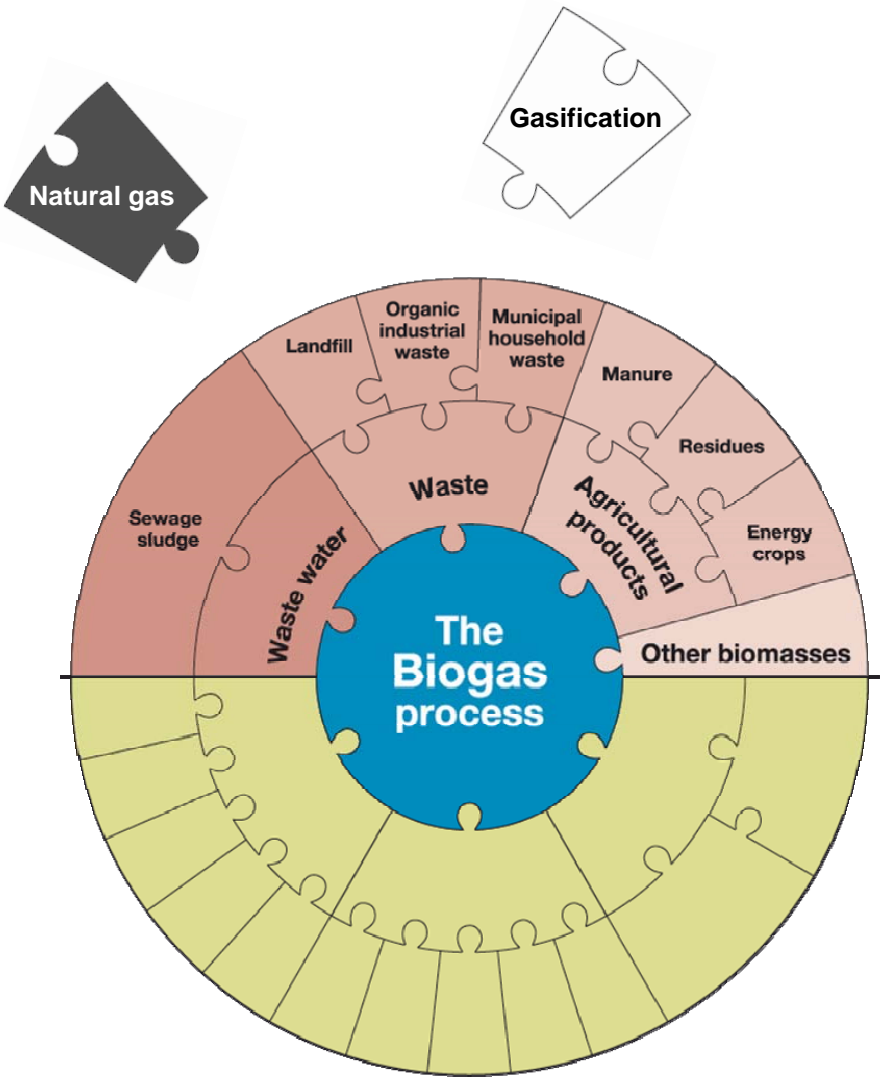 Gasification
Natural gas
Landfill
Organic
industrial
waste
Municipal
household
waste
Manure
Residues
Energy
crops
Sewage
sludge
Waste water
Waste
Agricultural
products
Other biomasses
The
Biogas
process